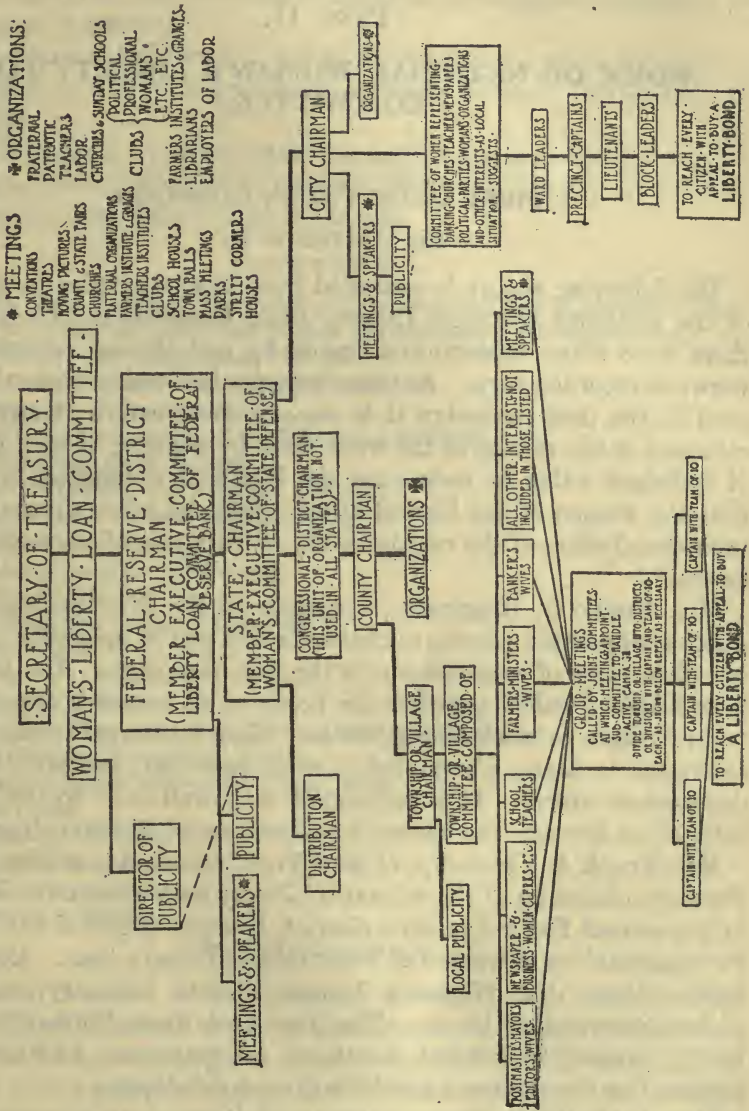 ·SECRETARY·OF·TREASURY·
WOMAN'S·LIBERTY·LOAN·COMMITTEE·
DIRECTOR·OF·
PUBLICITY
FEDERAL·RESERVE·DISTRICT
CHAIRMAN
(MEMBER EXECUTIVE COMMITTEE OF
LIBERTY LOAN COMMITTEE OF FEDERAL
RESERVE BANK)
MEETINGS·&·SPEAKERS*
PUBLICITY·
STATE·CHAIRMAN
(MEMBER·EXECUTIVE·COMMITTEE·OF
WOMAN'S·COMMITTEE·OF·STATE DEFENSE)
DISTRIBUTION
CHAIRMAN
CONGRESSIONAL·DISTRICT·CHAIRMAN
(THIS·UNIT·OF·ORGANIZATION·NOT·
USED·IN·ALL·STATES)·
COUNTY CHAIRMAN
ORGANIZATIONS *
TOWNSHIP·OR·VILLAGE
CHAIRMAN·
LOCAL PUBLICITY
TOWNSHIP·OR·VILLAGE
COMMITTEE·COMPOSED OF·
POSTMASTERS·MAYORS
EDITORS·WIVES·
NEWSPAPER·&·
BUSINESS·WOMEN·CLERKS·ETC·
SCHOOL
TEACHERS
FARMERS·MINISTERS·
·WIVES·
BANKER'S
WIVES
ALL OTHER·INTERESTS·NOT
INCLUDED IN THOSE LISTED
MEETINGS &
SPEAKERS *
·GROUP·MEETINGS
CALLED·BY·JOINT·COMMITTEES·
AT WHICH·MEETING·APPOINT·
SUB·COMMITTEE·TO·HANDLE
·ACTIVE CAMPAIGN
·DIVIDE TOWNSHIP OR VILLAGE INTO·DISTRICTS·
OR DIVISIONS·WITH·CAPTAIN·AND·TEAM·OF·10·
EACH,·AS·SHOWN BELOW·REPEAT·AS·NECESSARY
CAPTAIN·WITH·TEAM·OF 10
CAPTAIN·WITH·TEAM·OF·10·
CAPTAIN·WITH·TEAM·OF·10
TO·REACH·EVERY CITIZEN·WITH·APPEAL·TO·BUY·
A LIBERTY BOND
* MEETINGS
CONVENTIONS
THEATRES
MOVING PICTURES·
COUNTY & STATE FAIRS
CHURCHES
FRATERNAL ORGANIZATIONS
FARMERS INSTITUTE & GRANGES
TEACHERS INSTITUTES
CLUBS
SCHOOL HOUSES
TOWN HALLS
MASS MEETINGS
PARKS
STREET CORNERS
HOUSES
* ORGANIZATIONS:
FRATERNAL
PATRIOTIC
TEACHERS
LABOR
CHURCHES & SUNDAY SCHOOLS
CLUBS
POLITICAL
PROFESSIONAL
WOMANS·
ETC. ETC.
FARMERS INSTITUTES & GRANGES·
·LIBRARIANS
EMPLOYERS OF LABOR
CITY CHAIRMAN
MEETINGS·&·SPEAKERS *
PUBLICITY
ORGANIZATIONS·*
COMMITTEE·OF WOMEN·REPRESENTING·
BANKING·CHURCHES·TEACHERS·NEWSPAPERS
POLITICAL·PARTIES·WOMANS·ORGANIZATIONS
AND·OTHER·INTERESTS·AS·LOCAL
SITUATION·SUGGESTS·
WARD LEADERS
PRECINCT·CAPTAINS
LIEUTENANTS
BLOCK·LEADERS·
TO·REACH·EVERY·
·CITIZEN·WITH
APPEAL·TO·BUY·A·
LIBERTY·BOND